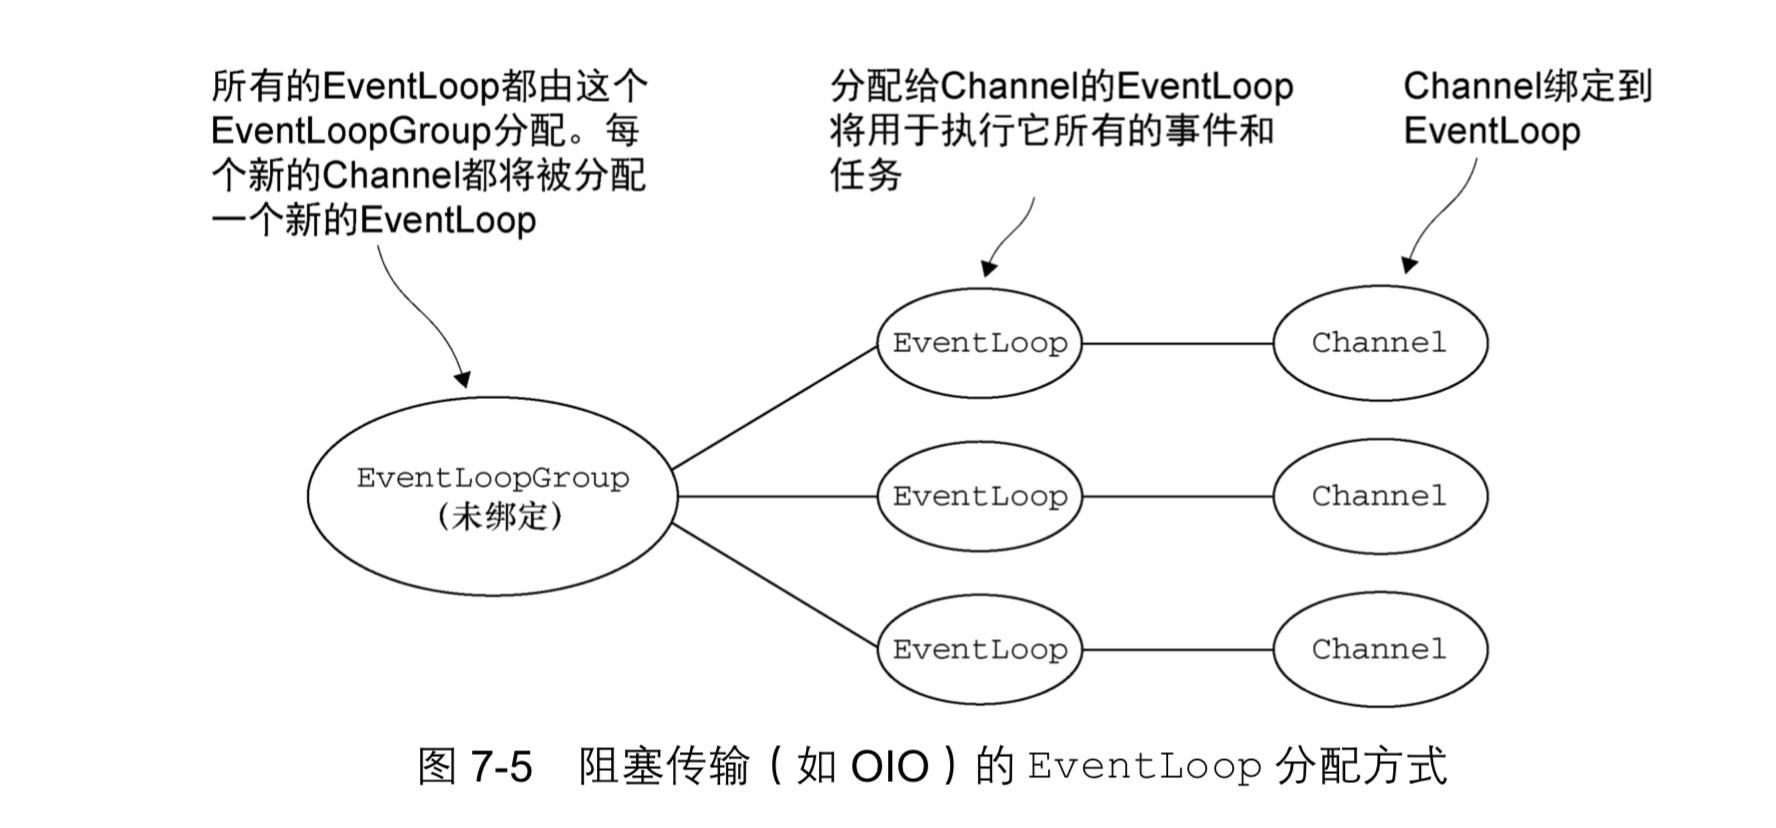 所有的EventLoop都由这个
EventLoopGroup分配。每
个新的Channel都将被分配
一个新的EventLoop
分配给Channel的EventLoop
将用于执行它所有的事件和
任务
Channel绑定到
EventLoop
EventLoopGroup
（未绑定）
EventLoop
Channel
EventLoop
Channel
EventLoop
Channel
图 7-5 阻塞传输（如 OIO）的 EventLoop 分配方式